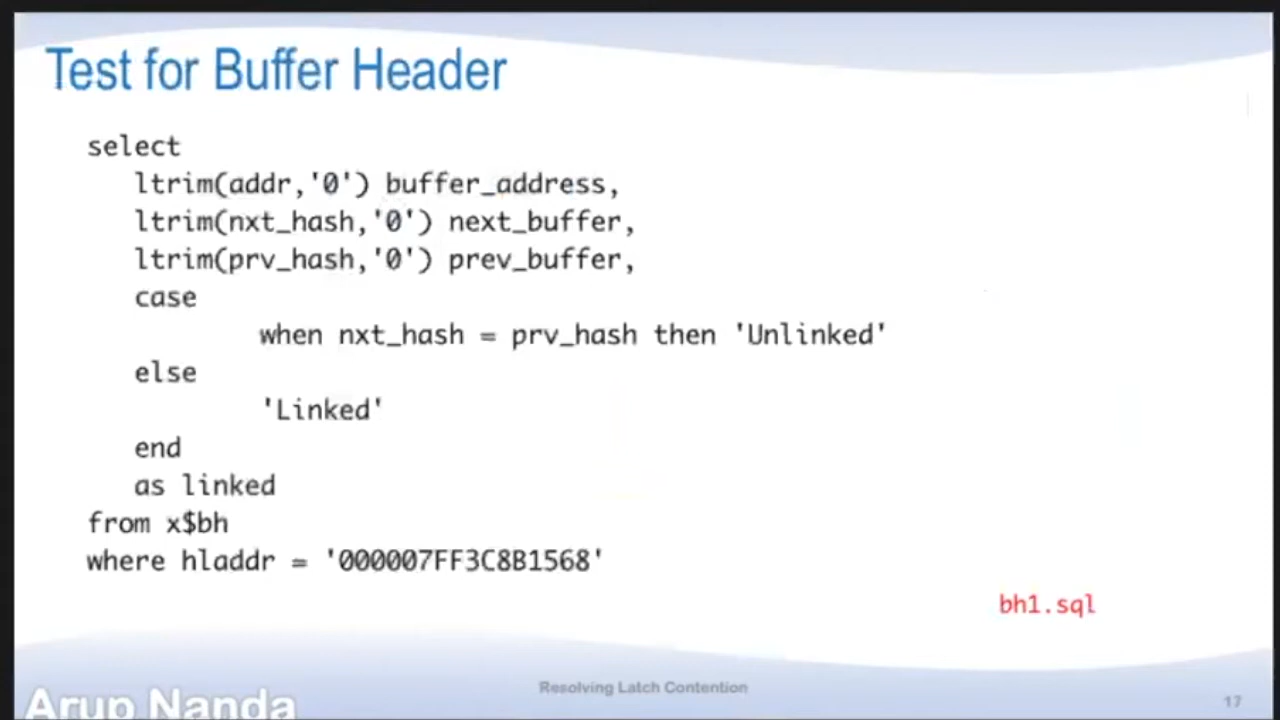 Test for Buffer Header
select
ltrim(addr,'0') buffer_address,
ltrim(nxt_hash,'0') next_buffer,
ltrim(prv_hash,'0') prev_buffer,
case
when nxt_hash = prv_hash then 'Unlinked'
else
'Linked'
end
as linked
from x$bh
where hladdr = '000007FF3C8B1568'
bh1.sql
Resolving Latch Contention
17
Arup Nanda